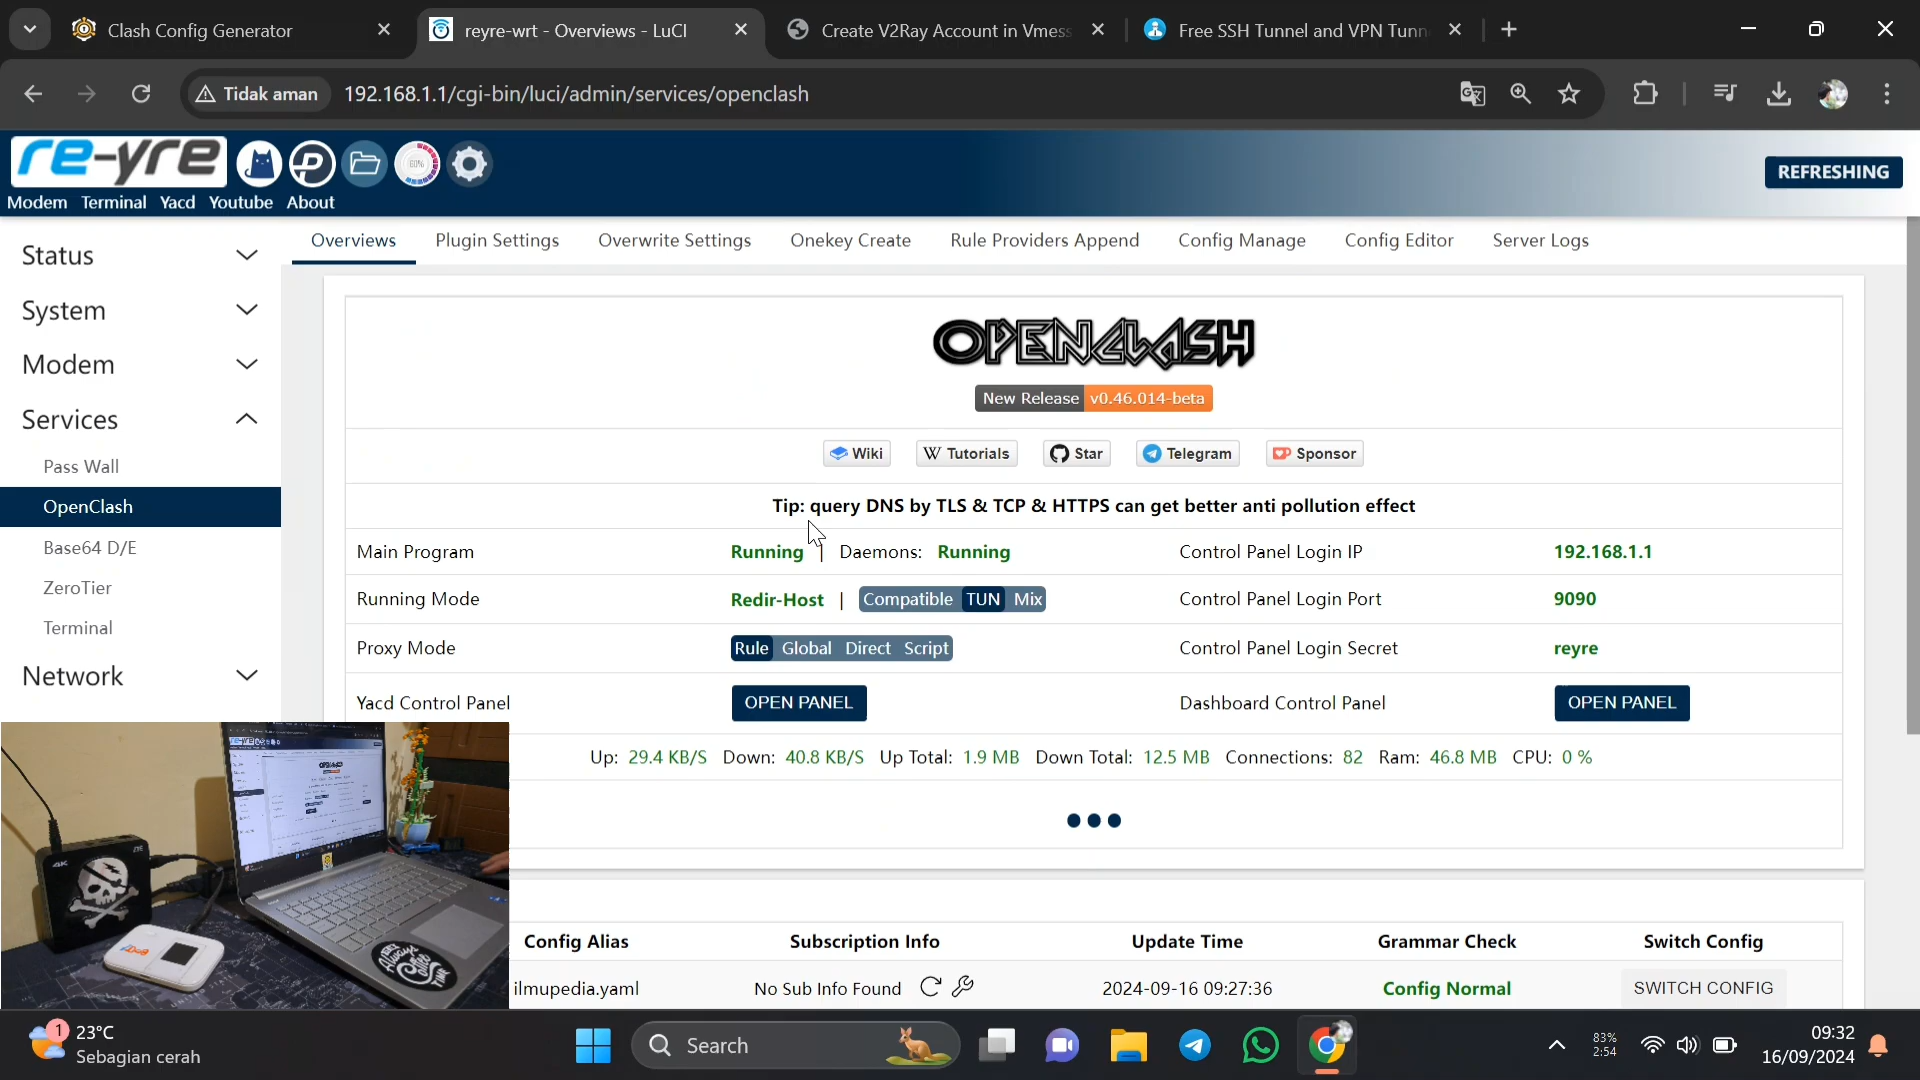 Clash Config Generator
reyre-wrt - Overviews - LuCI
Create V2Ray Account in Vmess
Free SSH Tunnel and VPN Tunn
Tidak aman
192.168.1.1/cgi-bin/luci/admin/services/openclash
re-yre
60%
REFRESHING
Modem Terminal Yacd Youtube About
Status
System
Modem
Services
Pass Wall
OpenClash
Base64 D/E
ZeroTier
Terminal
Network
Overviews
Plugin Settings
Overwrite Settings
Onekey Create
Rule Providers Append
Config Manage
Config Editor
Server Logs
OPENCLASH
New Release v0.46.014-beta
Wiki
Tutorials
Star
Telegram
Sponsor
Tip: query DNS by TLS & TCP & HTTPS can get better anti pollution effect
Main Program
Running | Daemons: Running
Control Panel Login IP
192.168.1.1
Running Mode
Redir-Host | Compatible TUN Mix
Control Panel Login Port
9090
Proxy Mode
Rule Global Direct Script
Control Panel Login Secret
reyre
Yacd Control Panel
OPEN PANEL
Dashboard Control Panel
OPEN PANEL
Up: 29.4 KB/S Down: 40.8 KB/S Up Total: 1.9 MB Down Total: 12.5 MB Connections: 82 Ram: 46.8 MB CPU: 0 %
Config Alias
Subscription Info
Update Time
Grammar Check
Switch Config
ilmupedia.yaml
No Sub Info Found
2024-09-16 09:27:36
Config Normal
SWITCH CONFIG
Always
Coffee
TIME
1
23°C
Sebagian cerah
Search
83%
2:54
09:32
16/09/2024